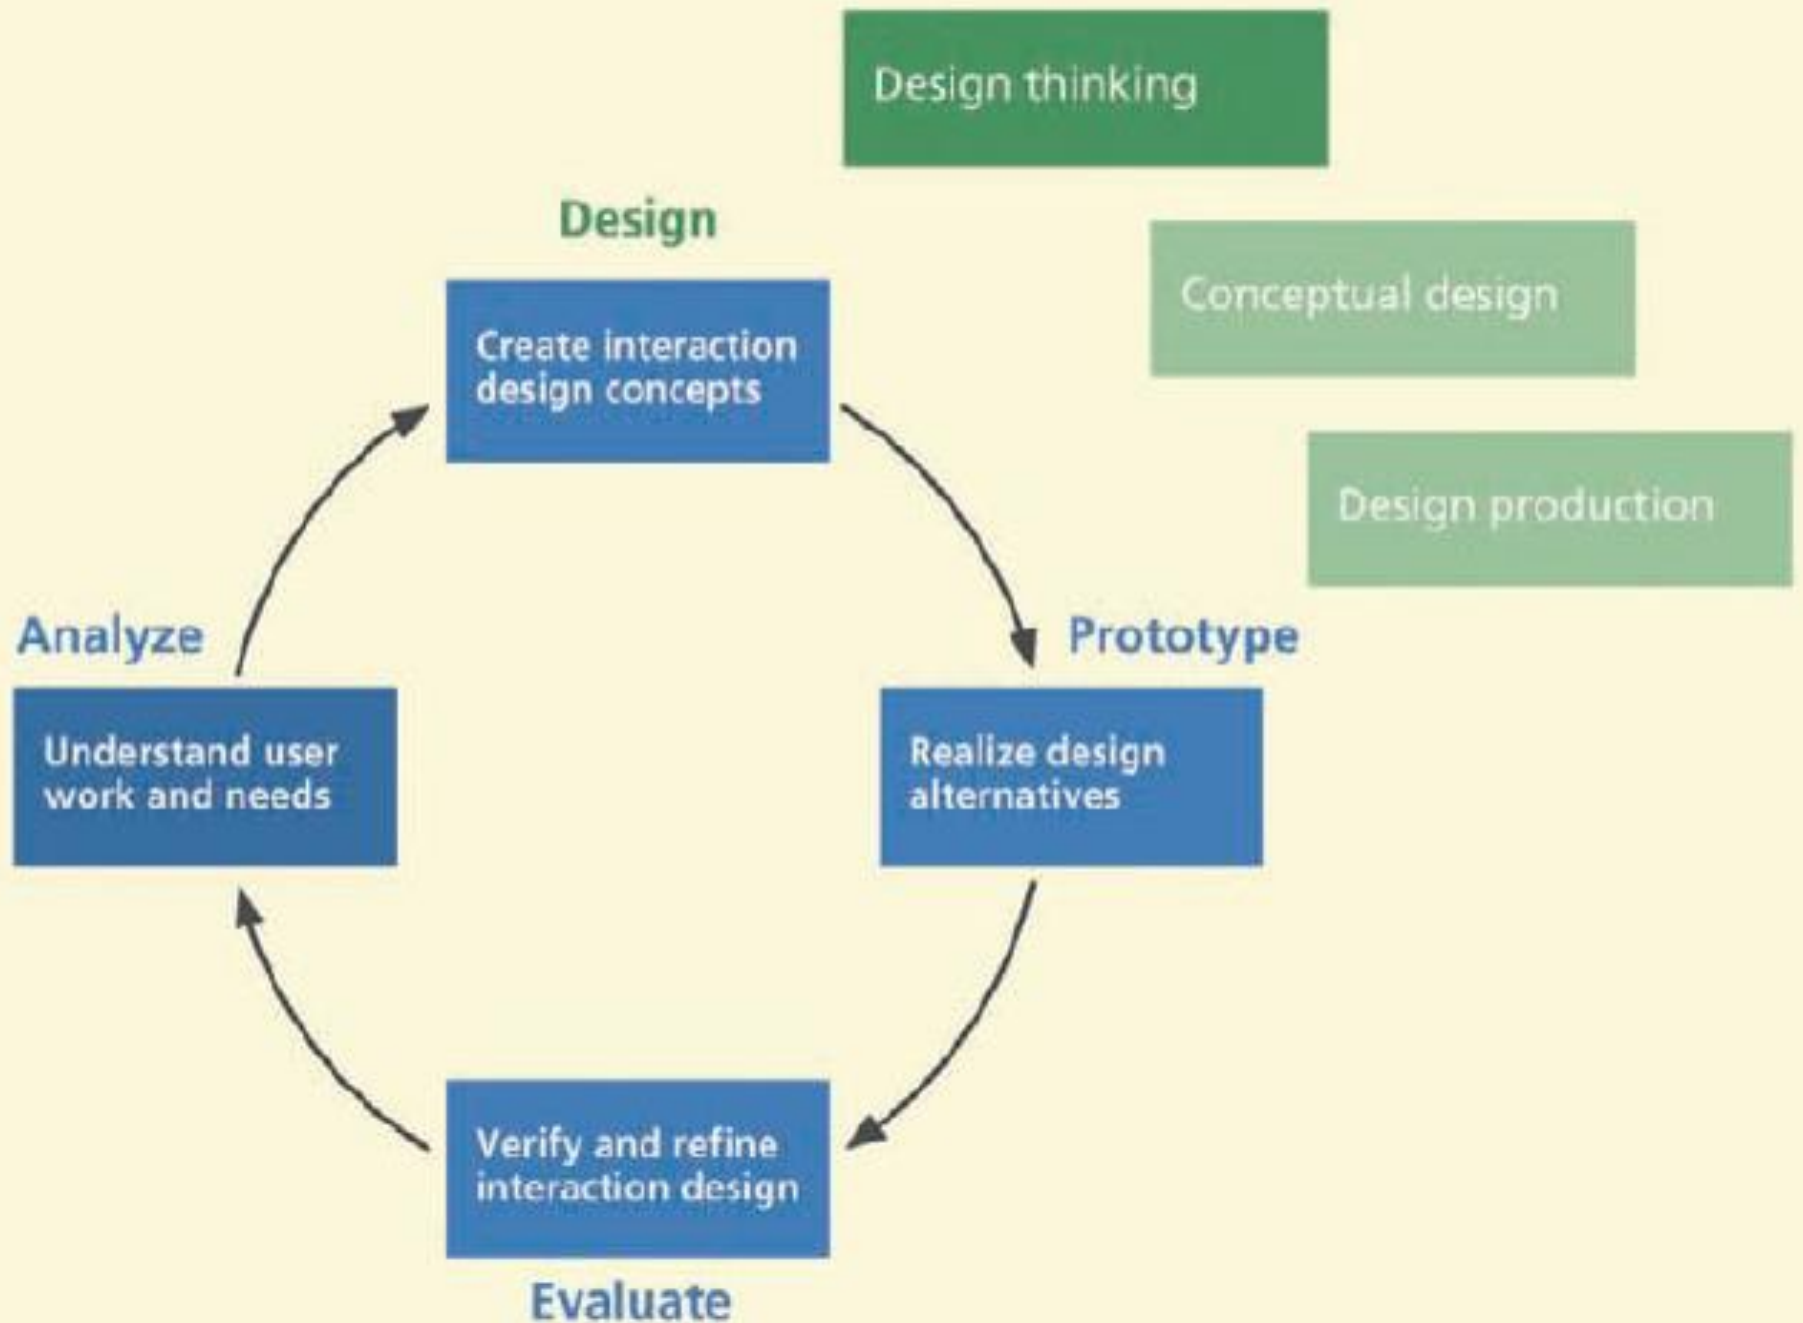 Design thinking
Design
Conceptual design
Create interaction
design concepts
Design production
Analyze
Prototype
Understand user
work and needs
Realize design
alternatives
Verify and refine
interaction design
Evaluate